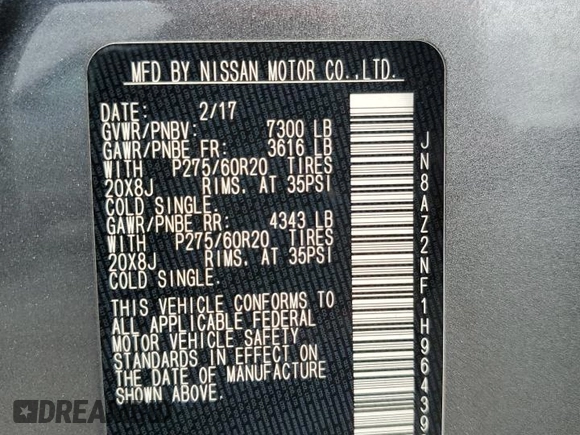 MFD BY NISSAN MOTOR CO.,LTD.
DATE: 2/17
GVWR/PNBV: 7300 LB
GAWR/PNBE FR: 3616 LB
WITH P275/60R20 TIRES
20X8J RIMS. AT 35PSI
COLD SINGLE.
GAWR/PNBE RR: 4343 LB
WITH P275/60R20 TIRES
20X8J RIMS. AT 35PSI
COLD SINGLE.
THIS VEHICLE CONFORMS TO
ALL APPLICABLE FEDERAL
MOTOR VEHICLE SAFETY
STANDARDS IN EFFECT ON
THE DATE OF MANUFACTURE
SHOWN ABOVE.
JN8AZ2NF1H96439